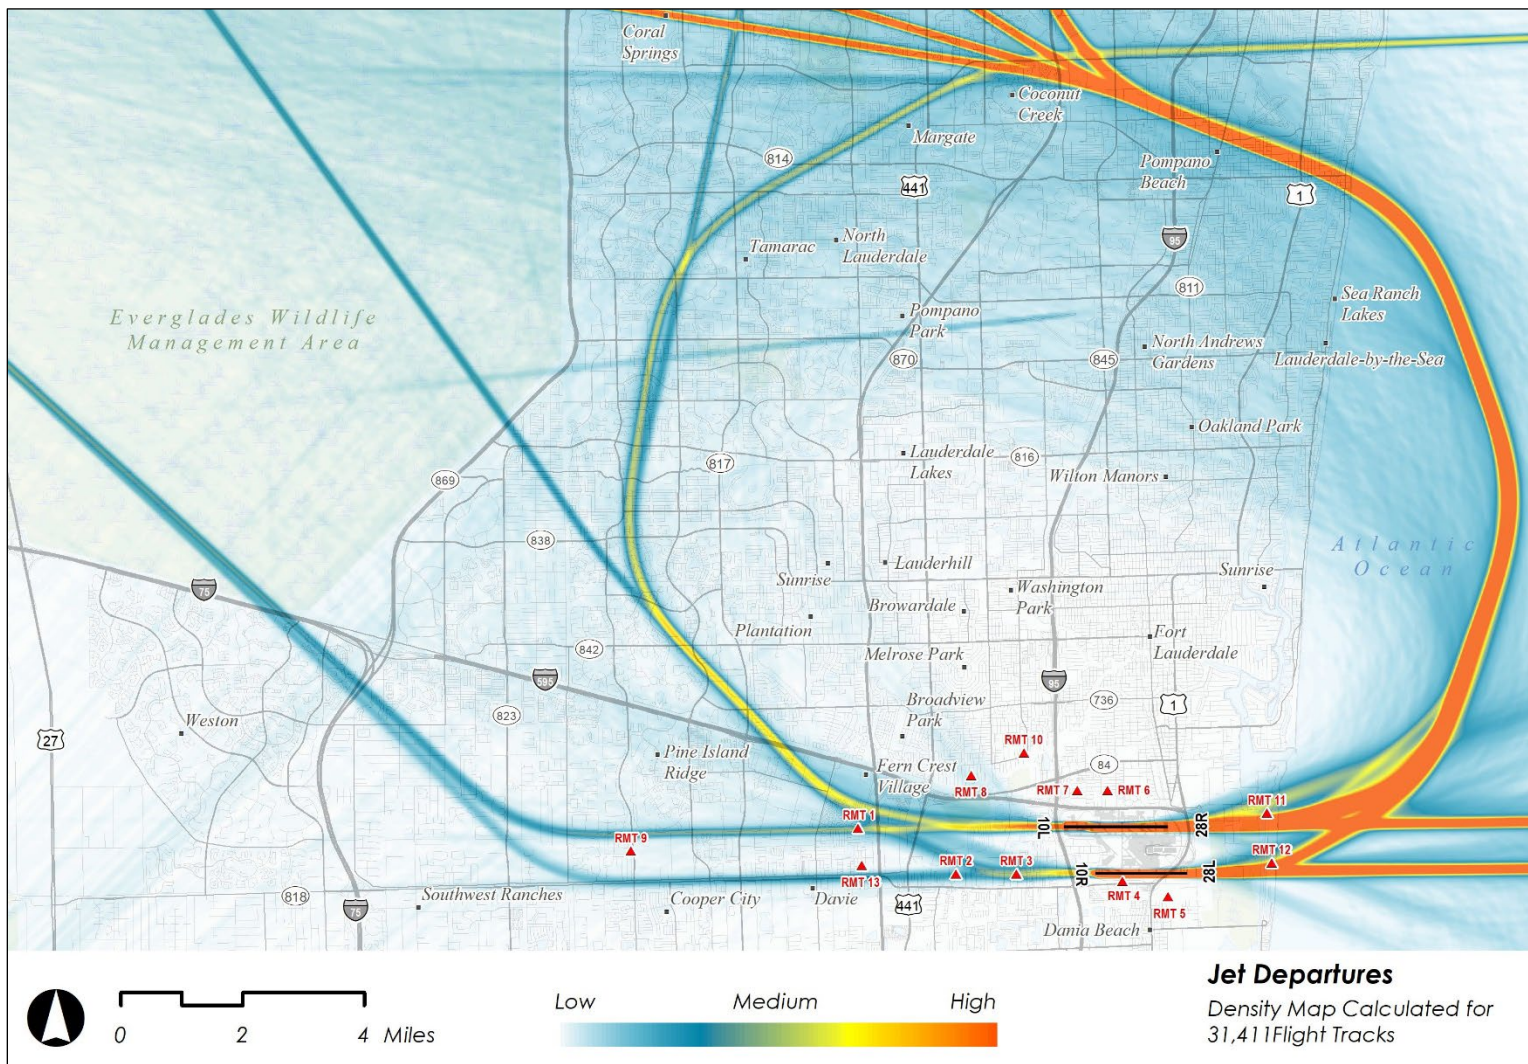 Coral
Springs
Coconut
Creek
Margate
814
441
Pompano
Beach
1
95
North
Lauderdale
Tamarac
811
Sea Ranch
Lakes
Everglades Wildlife
Management Area
Pompano
Park
North Andrews
Gardens
Lauderdale-by-the-Sea
870
845
Oakland Park
Lauderdale
Lakes
816
817
869
Wilton Manors
838
Atlantic
Ocean
Lauderhill
Sunrise
Sunrise
75
Washington
Park
Browardale
Plantation
Fort
Lauderdale
842
Melrose Park
595
95
Broadview
Park
736
1
823
Weston
27
RMT 10
Pine Island
Ridge
Fern Crest
Village
84
RMT 8
RMT 7
RMT 6
RMT 11
RMT 1
10L
28R
RMT 9
RMT 12
RMT 2
RMT 3
10R
28L
RMT 13
RMT 4
818
Southwest Ranches
Cooper City
Davie
441
75
RMT 5
Dania Beach
Jet Departures
Density Map Calculated for
31,411Flight Tracks
Low
Medium
High
0
2
4
Miles